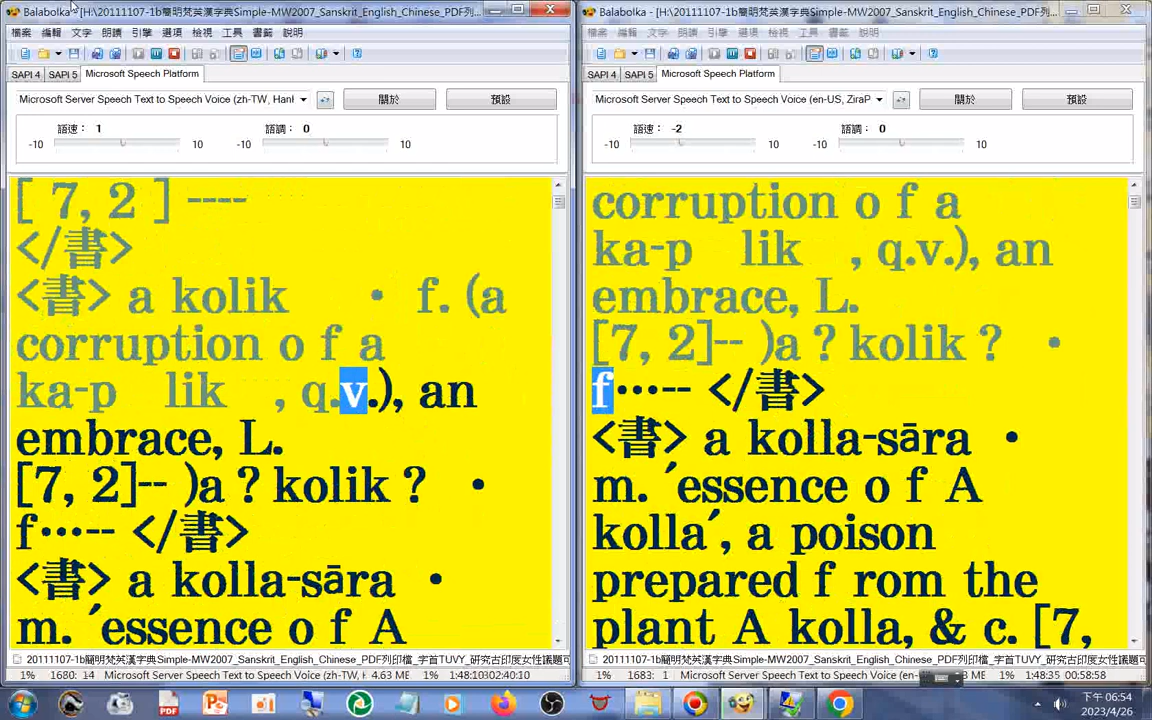 Balabolka - [H:\20111107-1b簡明梵英漢字典Simple-MW2007_Sanskrit_English_Chinese_PDF列...
檔案 編輯 文字 朗讀 引擎 選項 檢視 工具 書籤 說明
SAPI 4 SAPI 5 Microsoft Speech Platform
Microsoft Server Speech Text to Speech Voice (zh-TW, HanH 關於 預設
語速： 1 語調： 0
-10 10 -10 10
[ 7, 2 ] ----
</書>
<書> a kolik • f. (a
corruption o f a
ka-p lik , q.v.), an
embrace, L.
[7, 2]-- )a ? kolik ? •
f…-- </書>
<書> a kolla-sāra •
m. ´essence o f A
20111107-1b簡明梵英漢字典Simple-MW2007_Sanskrit_English_Chinese_PDF列印檔_字首TUVY_研究古印度女性議題可
1% 1680: 14 Microsoft Server Speech Text to Speech Voice (zh-TW, H 4.63 MB 1% 1:48:10302:40:10
Balabolka - [H:\20111107-1b簡明梵英漢字典Simple-MW2007_Sanskrit_English_Chinese_PDF列印...
檔案 編輯 文字 朗讀 引擎 選項 檢視 工具 書籤 說明
SAPI 4 SAPI 5 Microsoft Speech Platform
Microsoft Server Speech Text to Speech Voice (en-US, ZiraP 關於 預設
語速： -2 語調： 0
-10 10 -10 10
corruption o f a
ka-p lik , q.v.), an
embrace, L.
[7, 2]-- )a ? kolik ? •
f…-- </書>
<書> a kolla-sāra •
m. ´essence o f A
kolla´, a poison
prepared f rom the
plant A kolla, & c. [7,
20111107-1b簡明梵英漢字典Simple-MW2007_Sanskrit_English_Chinese_PDF列印檔_字首TUVY_研究古印度女性議題可
1% 1683: 1 Microsoft Server Speech Text to Speech 1% 1:48:35 00:58:58
下午 06:54
2023/4/26